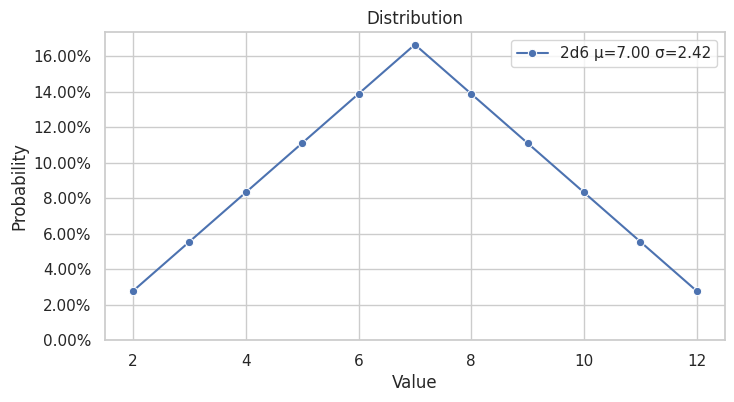 Distribution
2d6 μ=7.00 σ=2.42
16.00%
14.00%
12.00%
10.00%
8.00%
6.00%
4.00%
2.00%
0.00%
Probability
2 4 6 8 10 12
Value